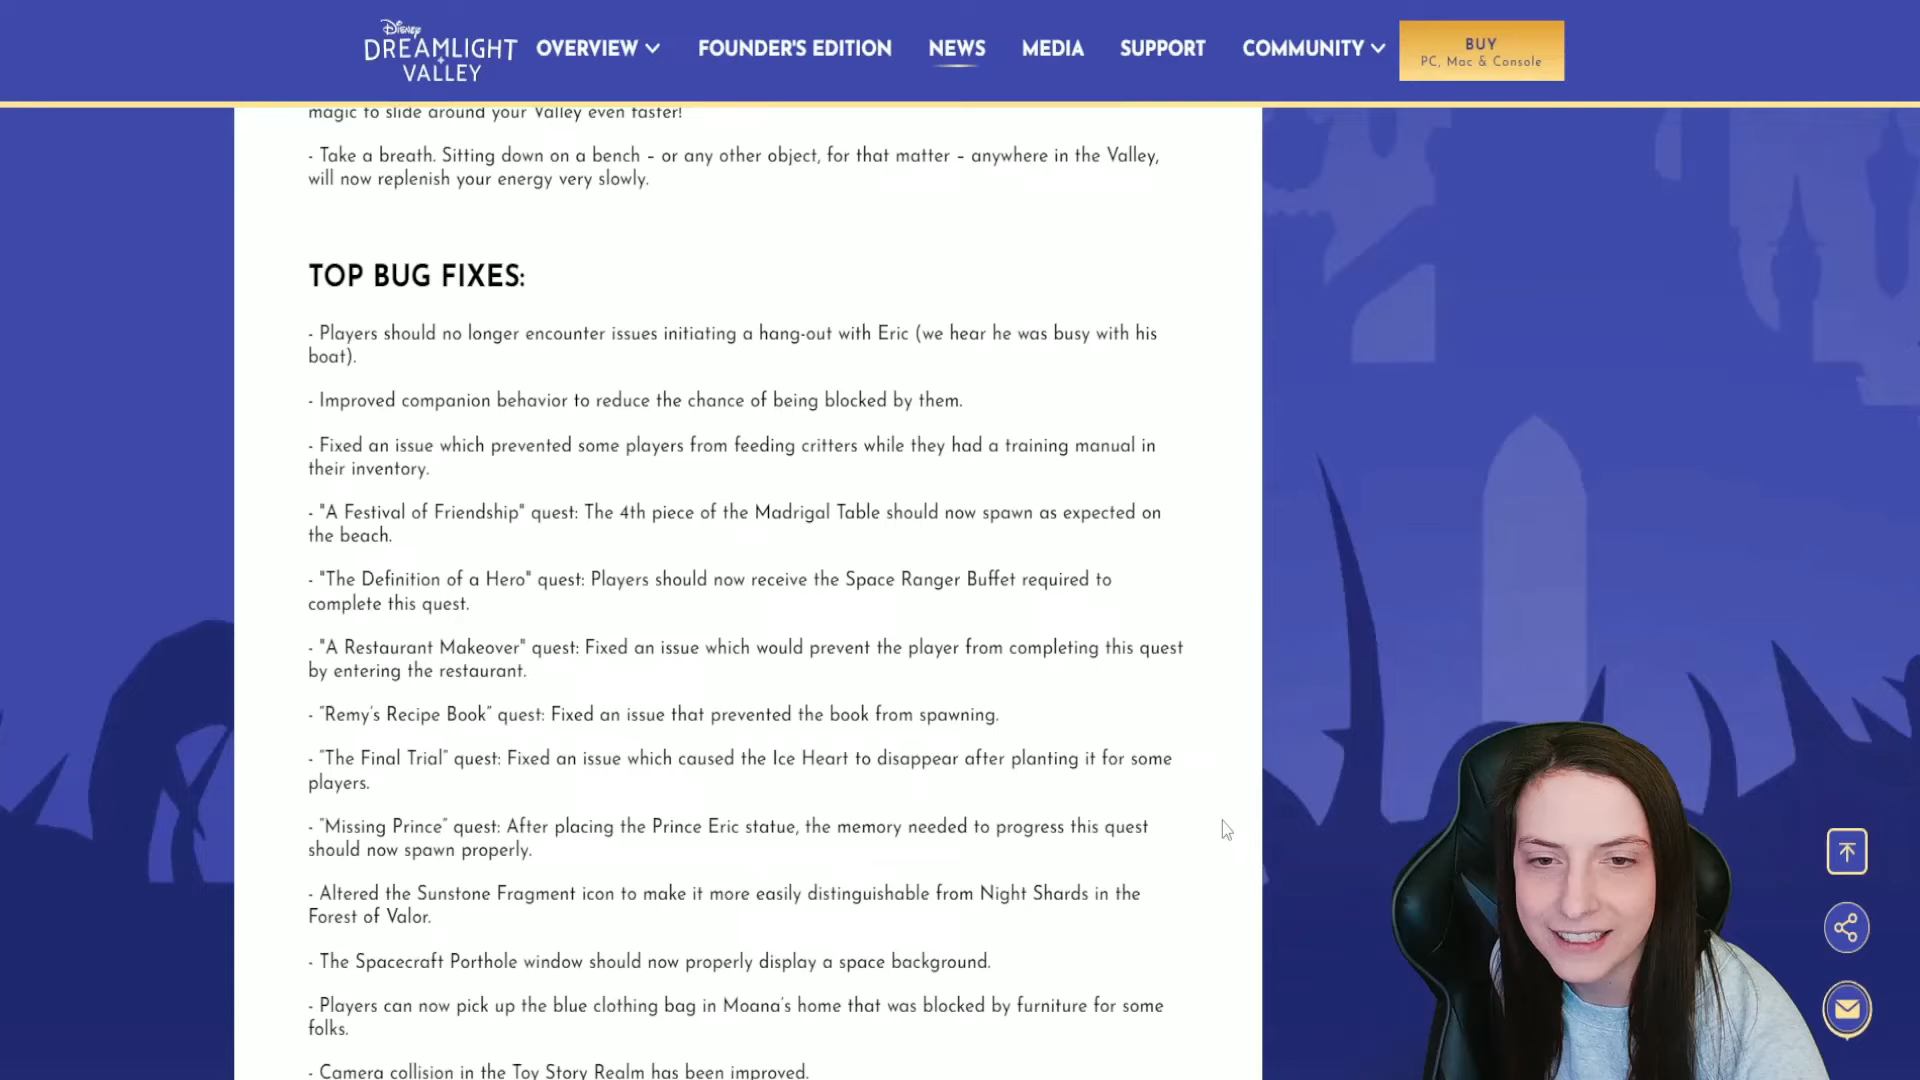 Disney
DREAMLIGHT
VALLEY
OVERVIEW
FOUNDER'S EDITION
NEWS
MEDIA
SUPPORT
COMMUNITY
BUY
PC, Mac & Console
magic to slide around your Valley even faster!
- Take a breath. Sitting down on a bench – or any other object, for that matter – anywhere in the Valley,
will now replenish your energy very slowly.
TOP BUG FIXES:
- Players should no longer encounter issues initiating a hang-out with Eric (we hear he was busy with his
boat).
- Improved companion behavior to reduce the chance of being blocked by them.
- Fixed an issue which prevented some players from feeding critters while they had a training manual in
their inventory.
- "A Festival of Friendship" quest: The 4th piece of the Madrigal Table should now spawn as expected on
the beach.
- "The Definition of a Hero" quest: Players should now receive the Space Ranger Buffet required to
complete this quest.
- "A Restaurant Makeover" quest: Fixed an issue which would prevent the player from completing this quest
by entering the restaurant.
- “Remy’s Recipe Book” quest: Fixed an issue that prevented the book from spawning.
- “The Final Trial” quest: Fixed an issue which caused the Ice Heart to disappear after planting it for some
players.
- “Missing Prince” quest: After placing the Prince Eric statue, the memory needed to progress this quest
should now spawn properly.
- Altered the Sunstone Fragment icon to make it more easily distinguishable from Night Shards in the
Forest of Valor.
- The Spacecraft Porthole window should now properly display a space background.
- Players can now pick up the blue clothing bag in Moana’s home that was blocked by furniture for some
folks.
- Camera collision in the Toy Story Realm has been improved.